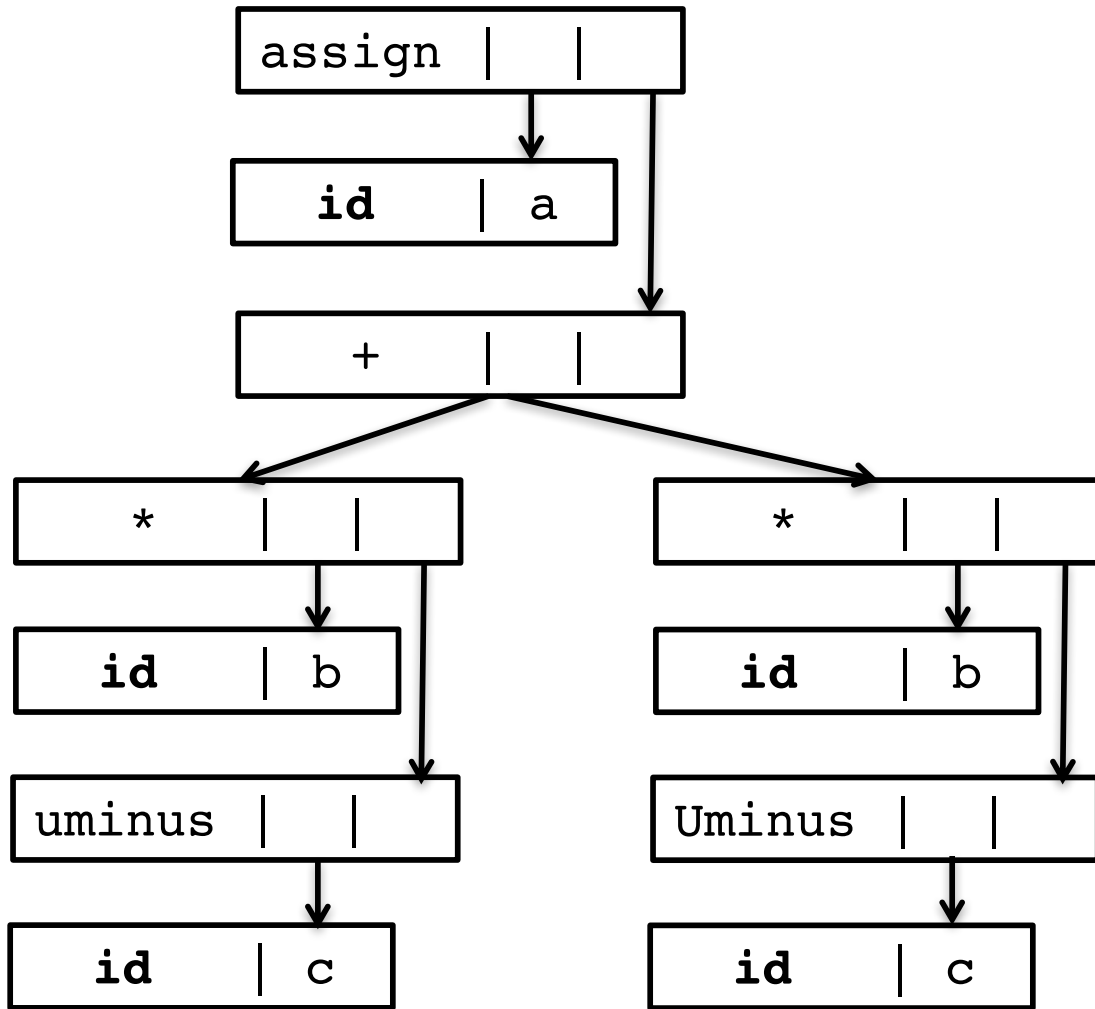 assign | |
id | a
+ | |
* | | * | |
id | b id | b
uminus | | Uminus | |
id | c id | c